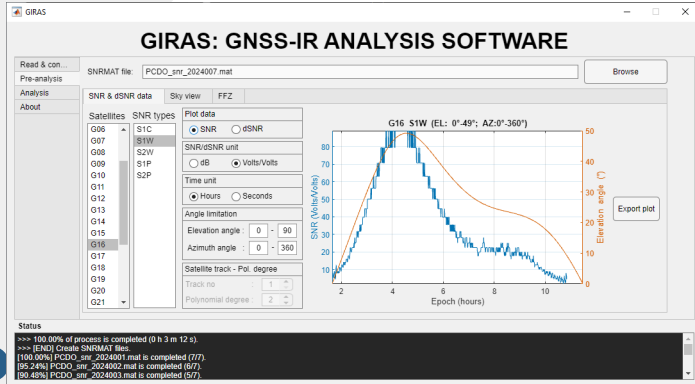 GIRAS
GIRAS: GNSS-IR ANALYSIS SOFTWARE
Read & con...
Pre-analysis
Analysis
About
SNRMAT file: PCDO_snr_2024007.mat Browse
SNR & dSNR data Sky view FFZ
Satellites SNR types
G06
G07
G08
G09
G10
G11
G12
G13
G14
G15
G16
G17
G18
G19
G20
G21
S1C
S1W
S2W
S1P
S2P
Plot data
SNR dSNR
SNR/dSNR unit
dB Volts/Volts
Time unit
Hours Seconds
Angle limitation
Elevation angle : 0 - 90
Azimuth angle : 0 - 360
Satellite track - Pol. degree
Track no : 1
Polynomial degree : 2
G16 S1W (EL: 0°-49°; AZ:0°-360°)
SNR (Volts/Volts)
80
70
60
50
40
30
20
10
2 4 6 8 10
Epoch (hours)
50
40
30
20
10
0
Elevation angle (°)
Export plot
Status
>>> 100.00% of process is completed (0 h 3 m 12 s).
>>> [END] Create SNRMAT files.
[100.00%] PCDO_snr_2024001.mat is completed (7/7).
[95.24%] PCDO_snr_2024002.mat is completed (6/7).
[90.48%] PCDO_snr_2024003.mat is completed (5/7).